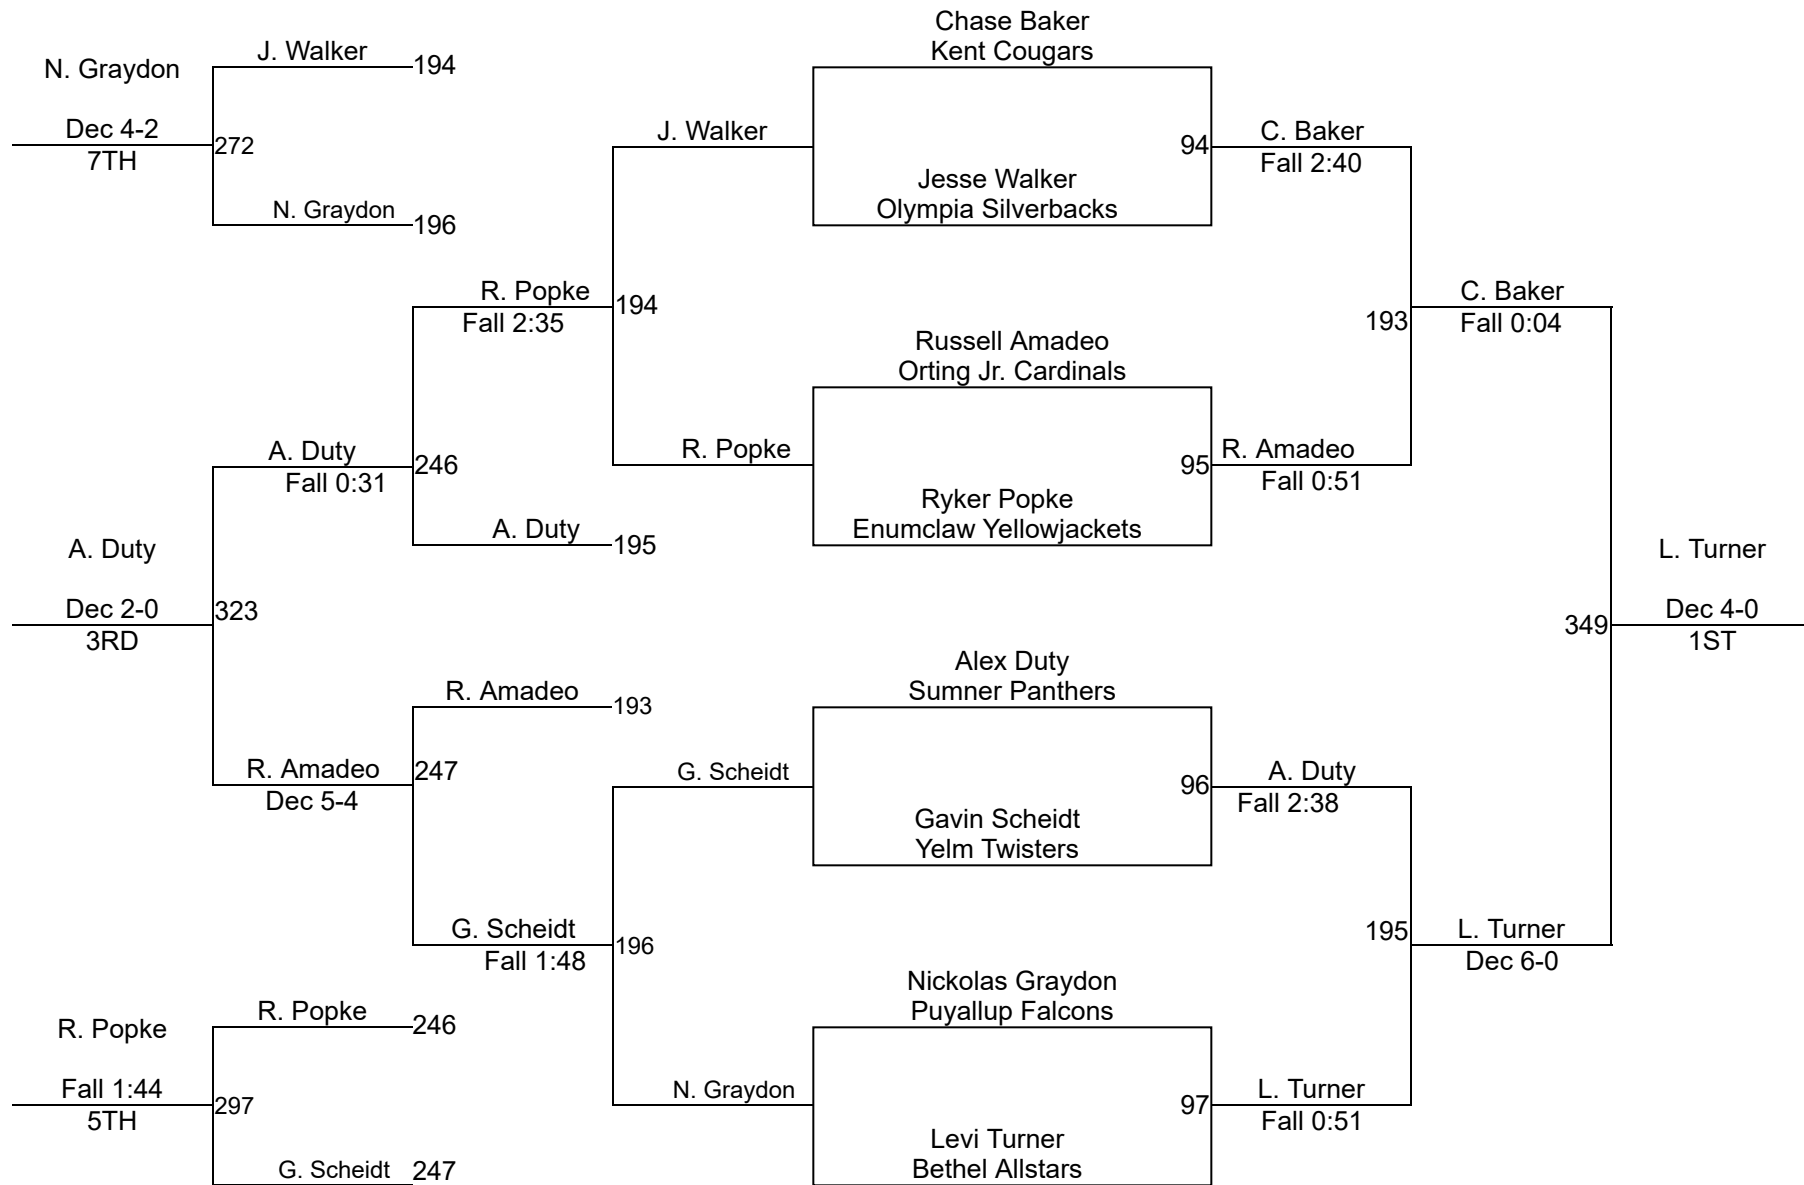 Chase Baker
Kent Cougars
J. Walker
194
N. Graydon
Dec 4-2
7TH
272
N. Graydon
196
J. Walker
94
C. Baker
Fall 2:40
Jesse Walker
Olympia Silverbacks
R. Popke
Fall 2:35
194
193
C. Baker
Fall 0:04
Russell Amadeo
Orting Jr. Cardinals
A. Duty
Fall 0:31
246
R. Popke
95
R. Amadeo
Fall 0:51
Ryker Popke
Enumclaw Yellowjackets
A. Duty
195
A. Duty
Dec 2-0
3RD
323
349
L. Turner
Dec 4-0
1ST
Alex Duty
Sumner Panthers
R. Amadeo
193
R. Amadeo
Dec 5-4
247
G. Scheidt
96
A. Duty
Fall 2:38
Gavin Scheidt
Yelm Twisters
G. Scheidt
Fall 1:48
196
195
L. Turner
Dec 6-0
Nickolas Graydon
Puyallup Falcons
R. Popke
246
R. Popke
Fall 1:44
5TH
297
N. Graydon
97
L. Turner
Fall 0:51
Levi Turner
Bethel Allstars
G. Scheidt
247